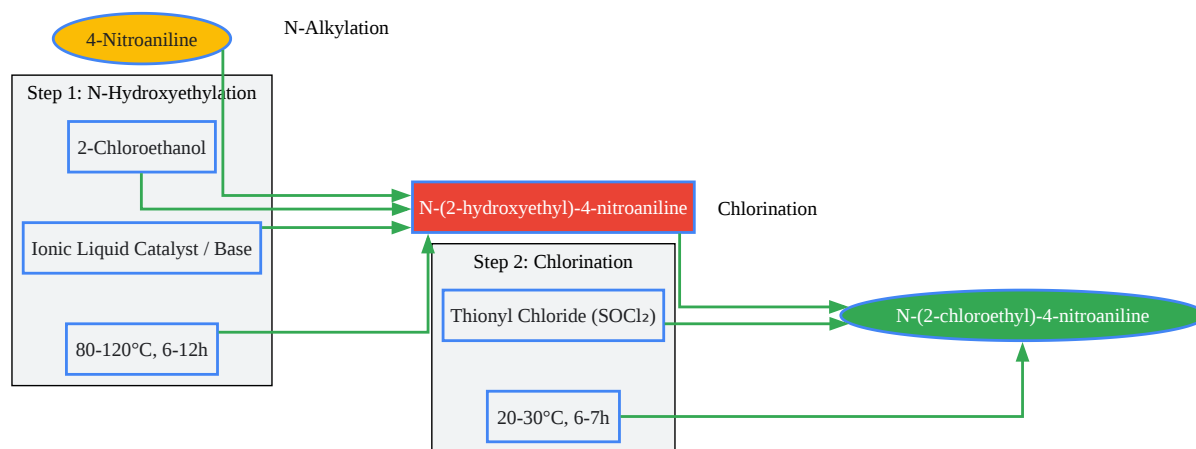 N-Alkylation
4-Nitroaniline
Step 1: N-Hydroxyethylation
2-Chloroethanol
N-(2-hydroxyethyl)-4-nitroaniline
Chlorination
Ionic Liquid Catalyst / Base
Step 2: Chlorination
Thionyl Chloride (SOCl₂)
N-(2-chloroethyl)-4-nitroaniline
80-120°C, 6-12h
20-30°C, 6-7h